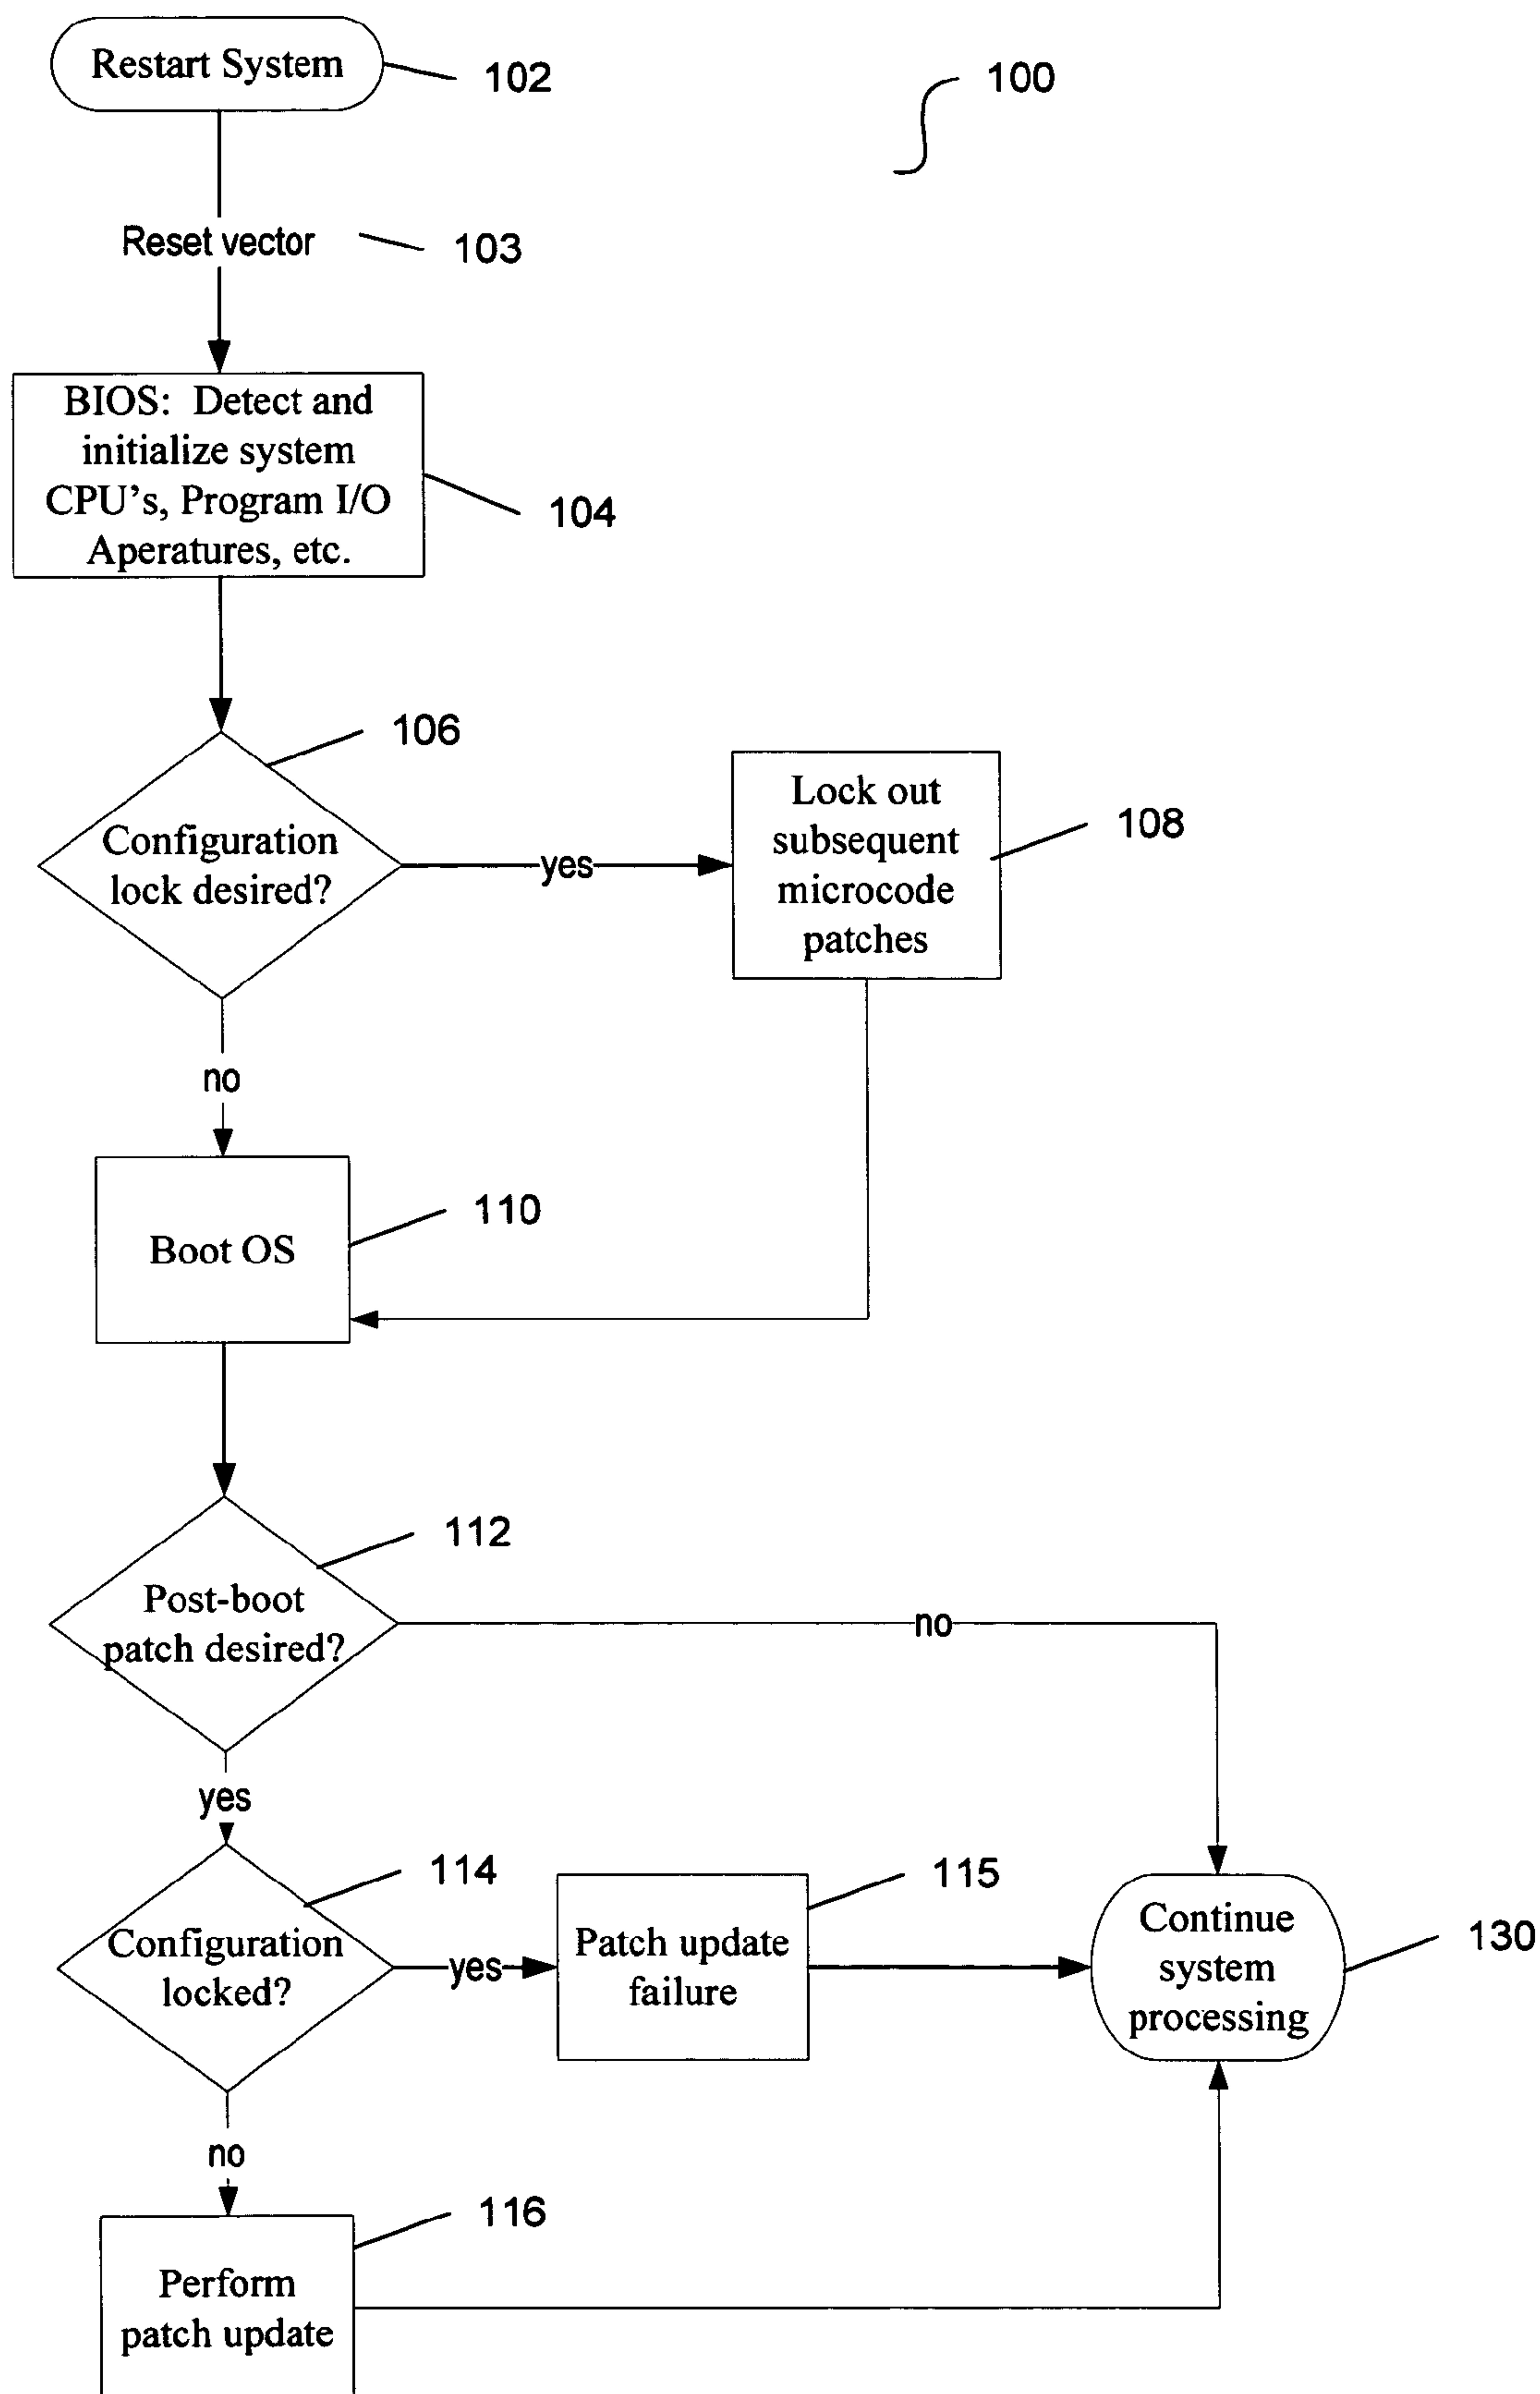 Restart System
102
100
Reset vector
103
BIOS: Detect and
initialize system
CPU's, Program I/O
Aperatures, etc.
104
106
Configuration
lock desired?
yes
Lock out
subsequent
microcode
patches
108
no
Boot OS
110
112
Post-boot
patch desired?
no
yes
114
Configuration
locked?
yes
Patch update
failure
115
Continue
system
processing
130
no
116
Perform
patch update